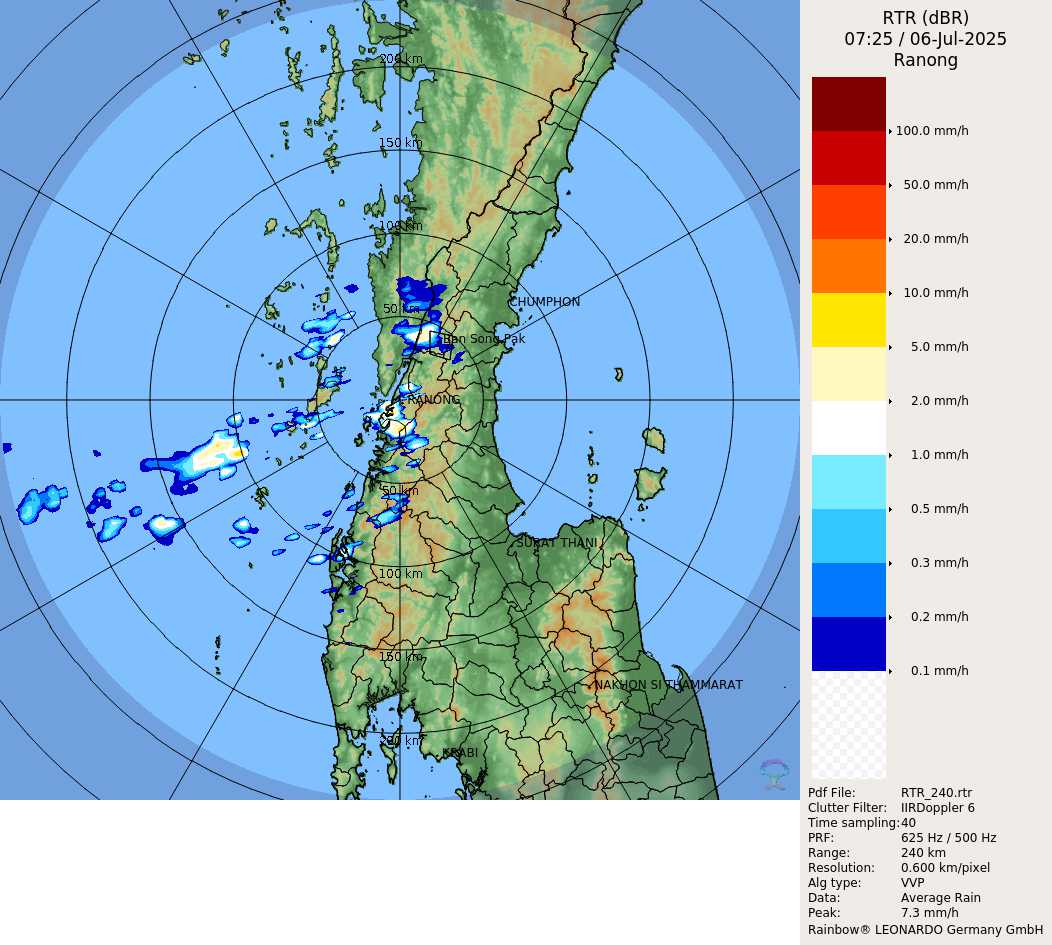 RTR (dBR)
07:25 / 06-Jul-2025
Ranong
200 km
150 km
100 km
50 km
CHUMPHON
Ban Song Pak
RANONG
50 km
SURAT THANI
100 km
150 km
NAKHON SI THAMMARAT
200 km
KRABI
100.0 mm/h
50.0 mm/h
20.0 mm/h
10.0 mm/h
5.0 mm/h
2.0 mm/h
1.0 mm/h
0.5 mm/h
0.3 mm/h
0.2 mm/h
0.1 mm/h
Pdf File: RTR_240.rtr
Clutter Filter: IIRDoppler 6
Time sampling: 40
PRF: 625 Hz / 500 Hz
Range: 240 km
Resolution: 0.600 km/pixel
Alg type: VVP
Data: Average Rain
Peak: 7.3 mm/h
Rainbow® LEONARDO Germany GmbH